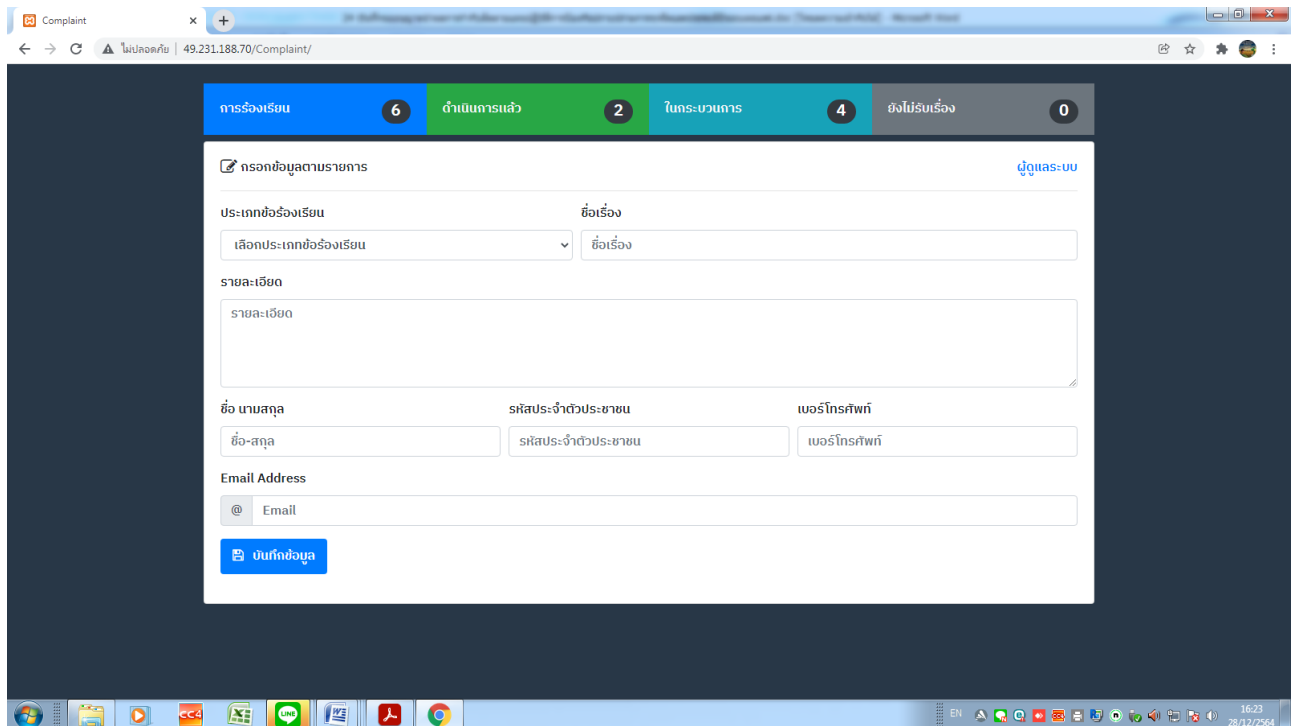 Complaint
ไม่ปลอดภัย 49.231.188.70/Complaint/
การร้องเรียน 6 ดำเนินการแล้ว 2 ในกระบวนการ 4 ยังไม่รับเรื่อง 0
กรอกข้อมูลตามรายการ ผู้ดูแลระบบ
ประเภทข้อร้องเรียน ชื่อเรื่อง
เลือกประเภทข้อร้องเรียน ชื่อเรื่อง
รายละเอียด
รายละเอียด
ชื่อ นามสกุล รหัสประจำตัวประชาชน เบอร์โทรศัพท์
ชื่อ-สกุล รหัสประจำตัวประชาชน เบอร์โทรศัพท์
Email Address
@ Email
บันทึกข้อมูล
CC4 LINE EN 16:23
28/12/2564